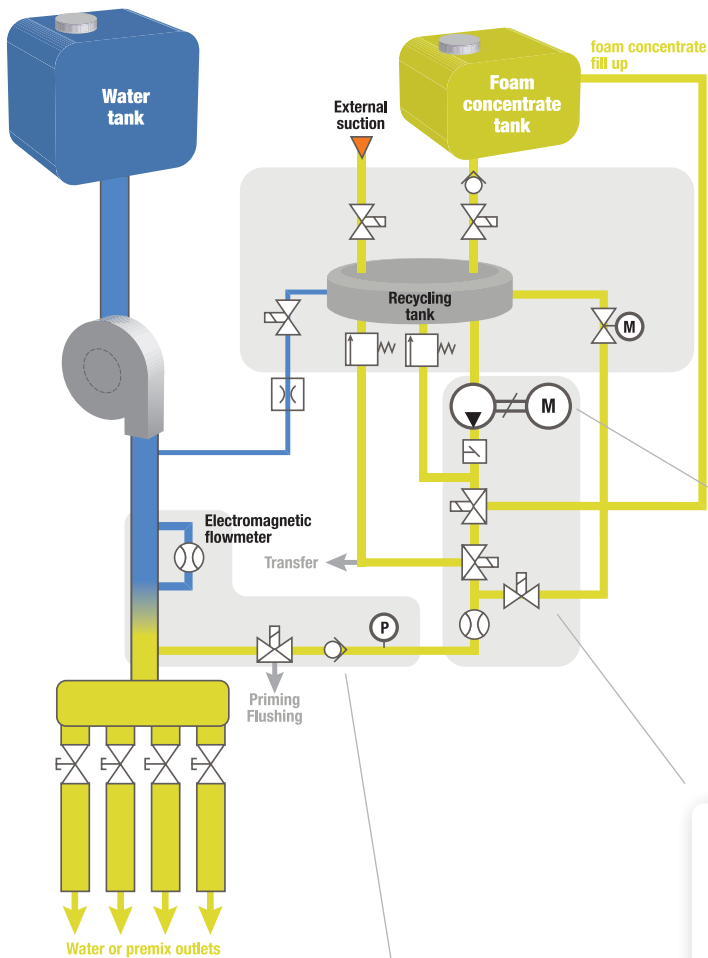 foam concentrate
fill up
Water
tank
Foam
concentrate
tank
External
suction
Recycling
tank
M
M
Electromagnetic
flowmeter
Transfer
P
Priming
Flushing
Water or premix outlets